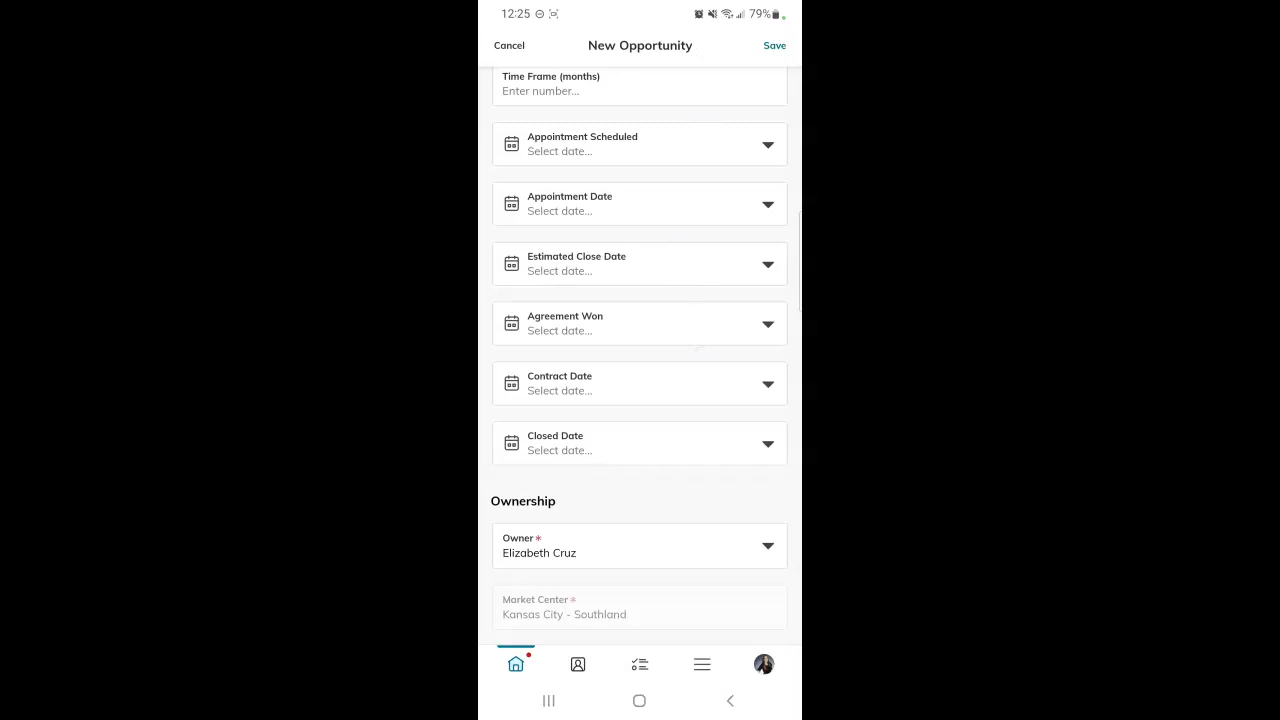 12:25
79%
Cancel
New Opportunity
Save
Time Frame (months)
Enter number...
Appointment Scheduled
Select date...
Appointment Date
Select date...
Estimated Close Date
Select date...
Agreement Won
Select date...
Contract Date
Select date...
Closed Date
Select date...
Ownership
Owner *
Elizabeth Cruz
Market Center *
Kansas City - Southland